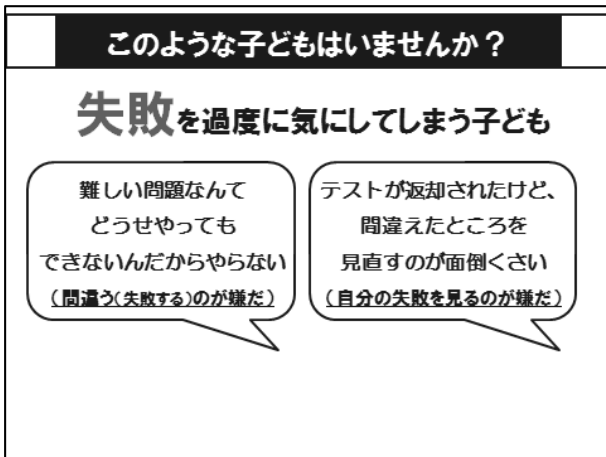 このような子どもはいませんか？
失敗を過度に気にしてしまう子ども
難しい問題なんて
どうせやっても
できないんだからやらない
（間違う(失敗する)のが嫌だ）
テストが返却されたけど、
間違えたところを
見直すのが面倒くさい
（自分の失敗を見るのが嫌だ）